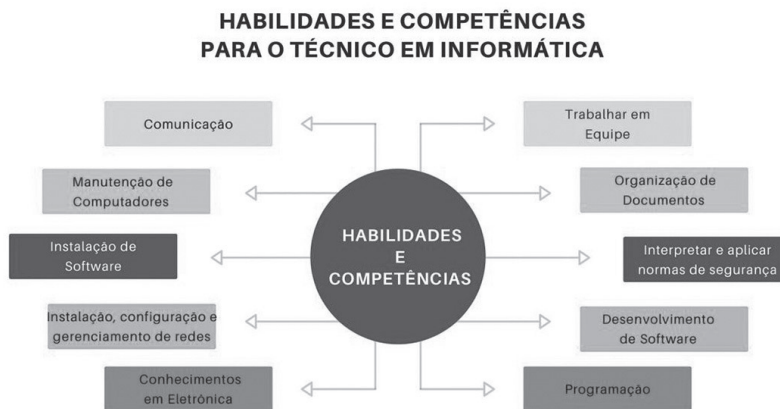 HABILIDADES E COMPETÊNCIAS
PARA O TÉCNICO EM INFORMÁTICA
Comunicação
Manutenção de
Computadores
Instalação de
Software
Instalação, configuração e
gerenciamento de redes
Conhecimentos
em Eletrônica
HABILIDADES
E
COMPETÊNCIAS
Trabalhar em
Equipe
Organização de
Documentos
Interpretar e aplicar
normas de segurança
Desenvolvimento
de Software
Programação